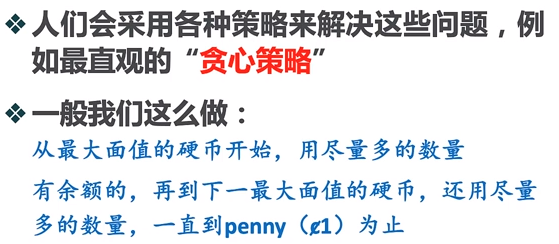 ❖ 人们会采用各种策略来解决这些问题，例
如最直观的“贪心策略”
❖ 一般我们这么做：
从最大面值的硬币开始，用尽量多的数量
有余额的，再到下一最大面值的硬币，还用尽量
多的数量，一直到penny（¢1）为止